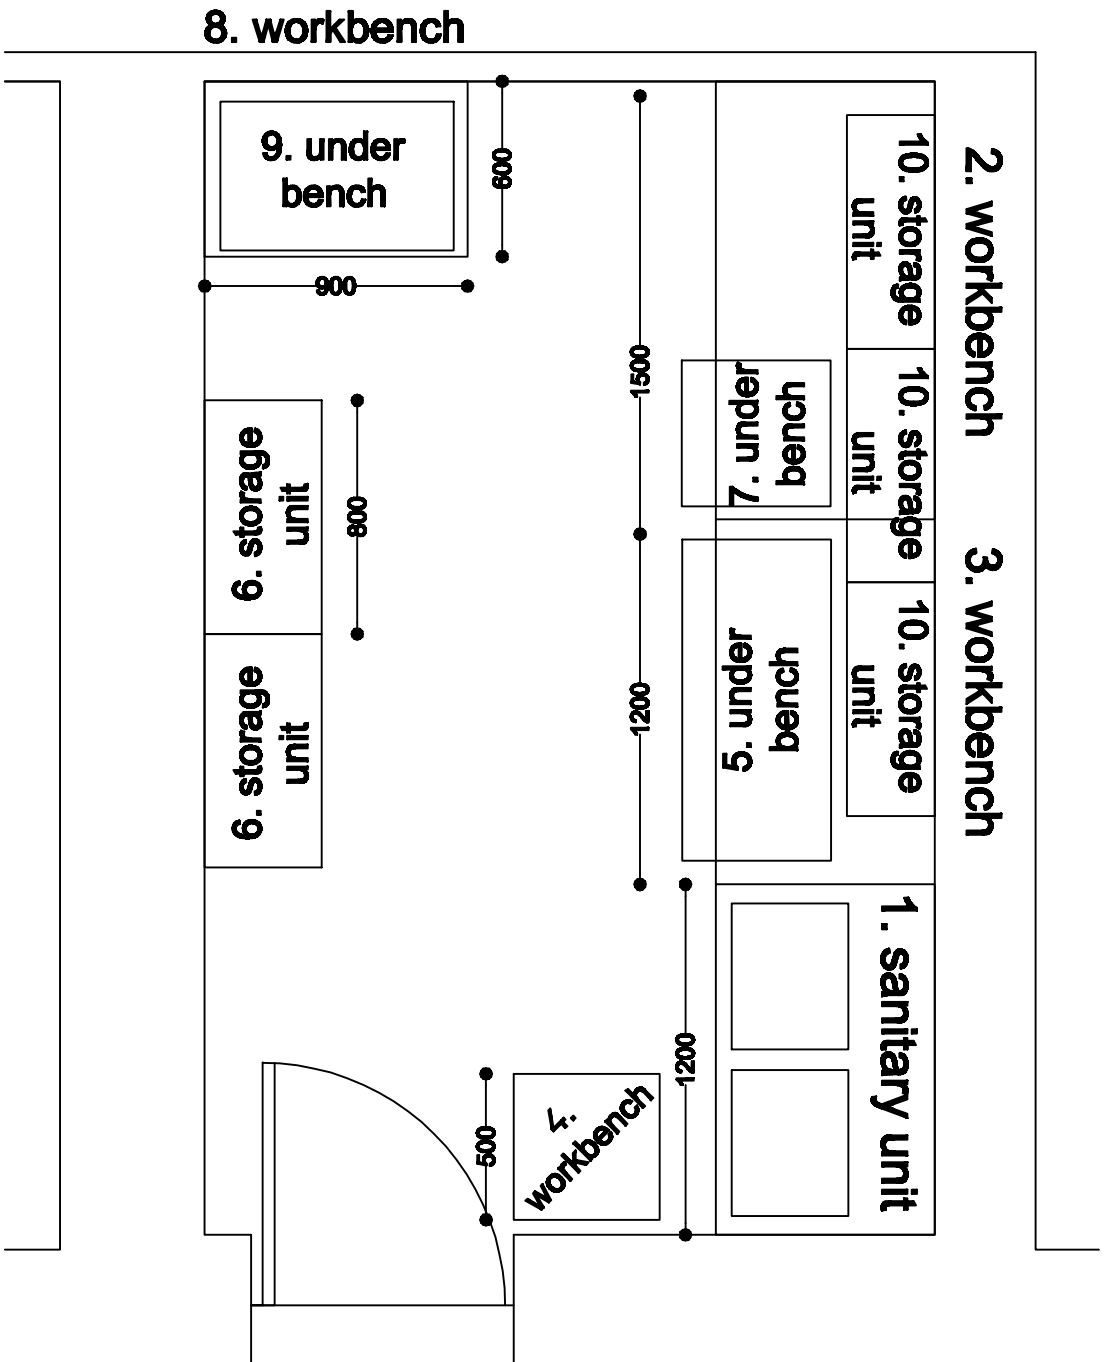 8. workbench
9. under
bench
600
900
10. storage
unit
2. workbench
1500
10. storage
unit
7. under
bench
6. storage
unit
800
3. workbench
10. storage
unit
5. under
bench
1200
6. storage
unit
1. sanitary unit
1200
4.
workbench
500